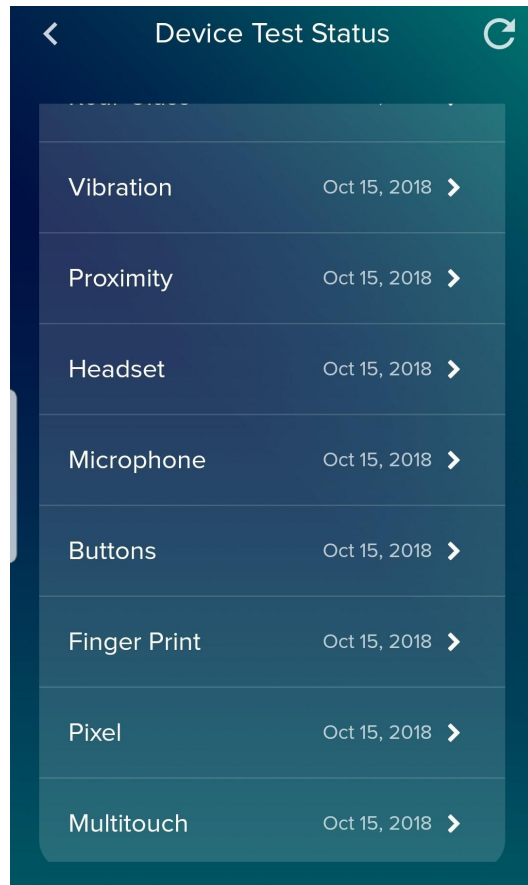 Device Test Status
Vibration Oct 15, 2018
Proximity Oct 15, 2018
Headset Oct 15, 2018
Microphone Oct 15, 2018
Buttons Oct 15, 2018
Finger Print Oct 15, 2018
Pixel Oct 15, 2018
Multitouch Oct 15, 2018